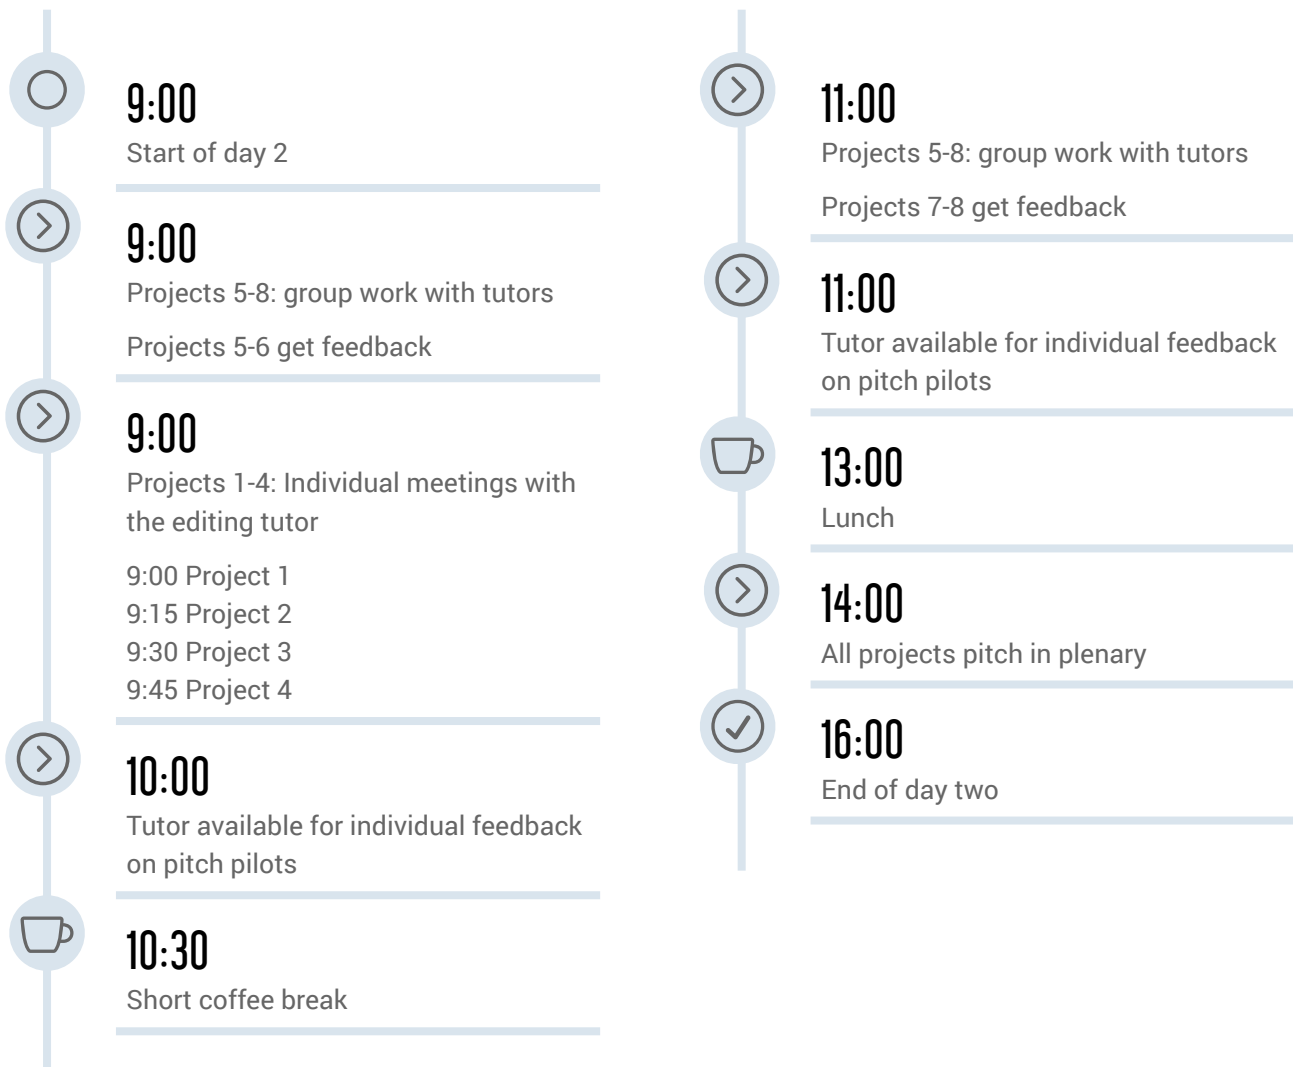 9:00
Start of day 2
9:00
Projects 5-8: group work with tutors
Projects 5-6 get feedback
9:00
Projects 1-4: Individual meetings with
the editing tutor
9:00 Project 1
9:15 Project 2
9:30 Project 3
9:45 Project 4
10:00
Tutor available for individual feedback
on pitch pilots
10:30
Short coffee break
11:00
Projects 5-8: group work with tutors
Projects 7-8 get feedback
11:00
Tutor available for individual feedback
on pitch pilots
13:00
Lunch
14:00
All projects pitch in plenary
16:00
End of day two